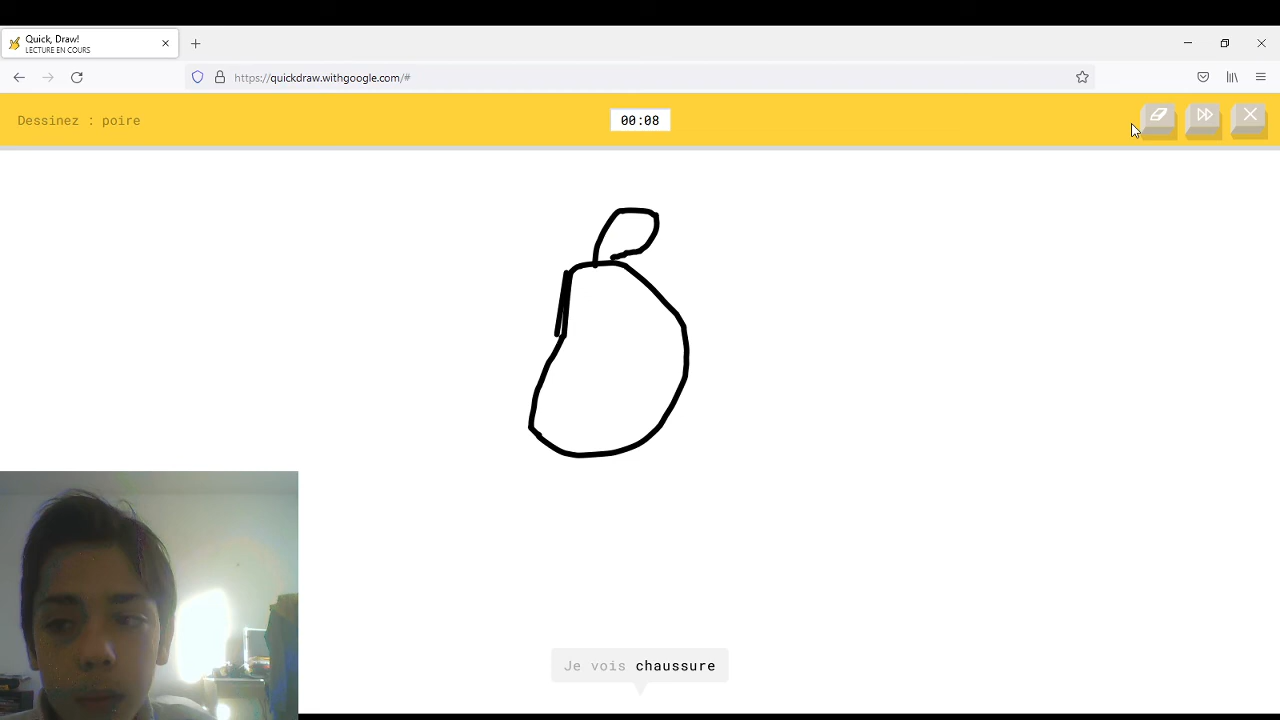 Quick, Draw!
LECTURE EN COURS
https://quickdraw.withgoogle.com/#
Dessinez : poire
00:08
Je vois chaussure